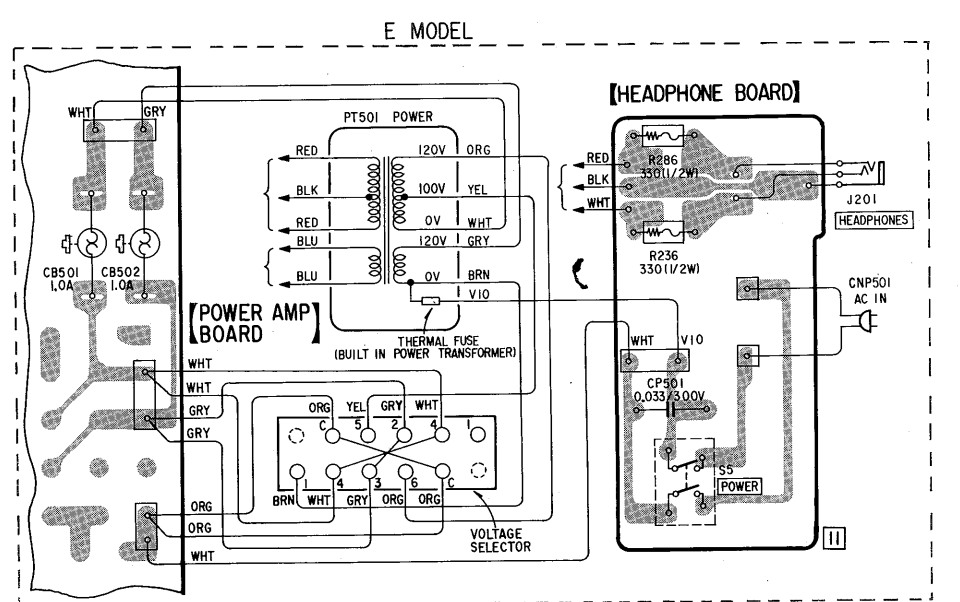 E MODEL
WHT GRY
CB501 1.0A
CB502 1.0A
【POWER AMP BOARD】
PT501 POWER
RED
BLK
RED
BLU
BLU
120V ORG
100V YEL
0V WHT
120V GRY
0V BRN
VIO
THERMAL FUSE
(BUILT IN POWER TRANSFORMER)
【HEADPHONE BOARD】
RED
BLK
WHT
R286
330(1/2W)
R236
330(1/2W)
J201
HEADPHONES
CNP501
AC IN
WHT VIO
CP501
0.033/300V
S5
POWER
11
WHT
WHT
GRY
GRY
ORG
ORG
WHT
ORG YEL GRY WHT
C 5 2 4 1
1 4 3 6 C
BRN WHT GRY ORG ORG
VOLTAGE
SELECTOR